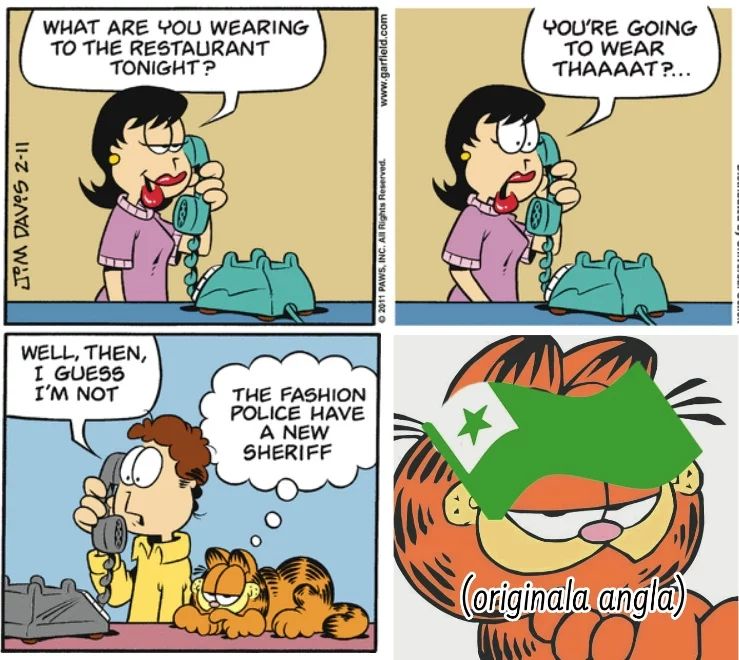 WHAT ARE YOU WEARING
TO THE RESTAURANT
TONIGHT?
JIM DAVIS 2-11
www.garfield.com
© 2011 PAWS, INC. All Rights Reserved.
YOU'RE GOING
TO WEAR
THAAAAT?...
WELL, THEN,
I GUESS
I'M NOT
THE FASHION
POLICE HAVE
A NEW
SHERIFF
(originala angla)